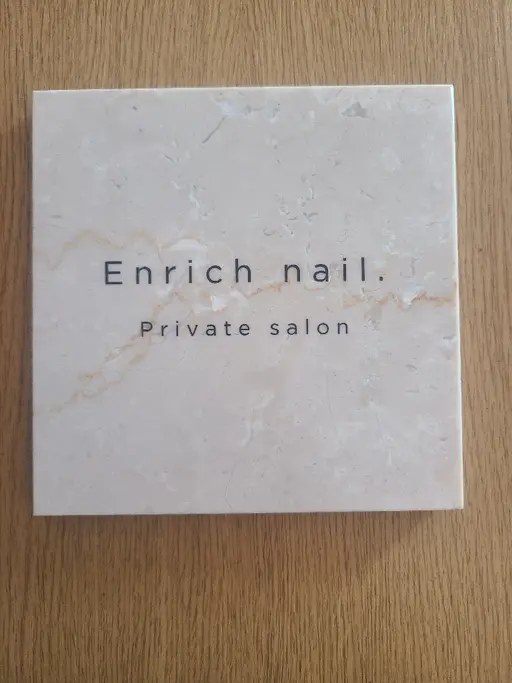 Enrich nail.
Private salon